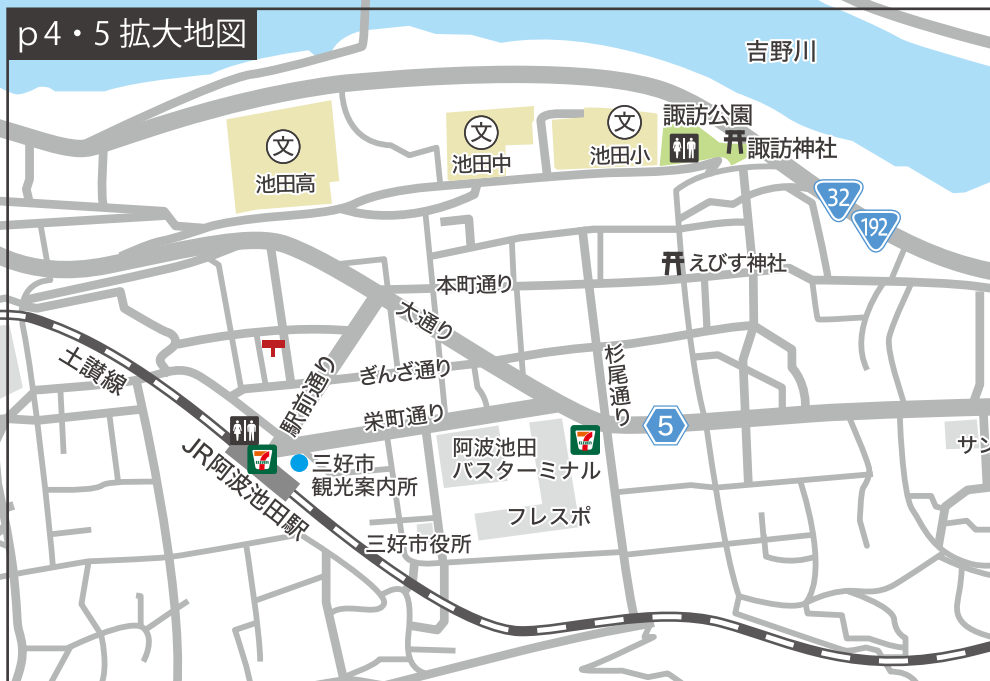 p4・5 拡大地図
吉野川
諏訪公園
文
文
文
池田高
池田中
池田小
諏訪神社
32
192
えびす神社
本町通り
大通り
土讃線
駅前通り
ぎんざ通り
杉尾通り
栄町通り
5
7
7
阿波池田
バスターミナル
サン
三好市
観光案内所
JR阿波池田駅
フレスポ
三好市役所